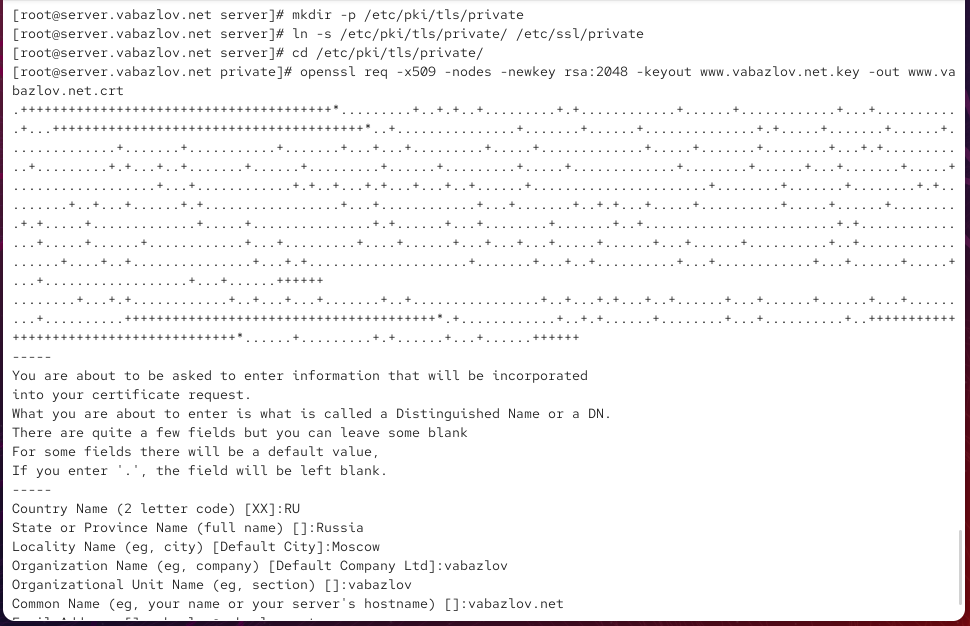 [root@server.vabazlov.net server]# mkdir -p /etc/pki/tls/private
[root@server.vabazlov.net server]# ln -s /etc/pki/tls/private/ /etc/ssl/private
[root@server.vabazlov.net server]# cd /etc/pki/tls/private/
[root@server.vabazlov.net private]# openssl req -x509 -nodes -newkey rsa:2048 -keyout www.vabazlov.net.key -out www.va
bazlov.net.crt
-----
You are about to be asked to enter information that will be incorporated
into your certificate request.
What you are about to enter is what is called a Distinguished Name or a DN.
There are quite a few fields but you can leave some blank
For some fields there will be a default value,
If you enter '.', the field will be left blank.
-----
Country Name (2 letter code) [XX]:RU
State or Province Name (full name) []:Russia
Locality Name (eg, city) [Default City]:Moscow
Organization Name (eg, company) [Default Company Ltd]:vabazlov
Organizational Unit Name (eg, section) []:vabazlov
Common Name (eg, your name or your server's hostname) []:vabazlov.net